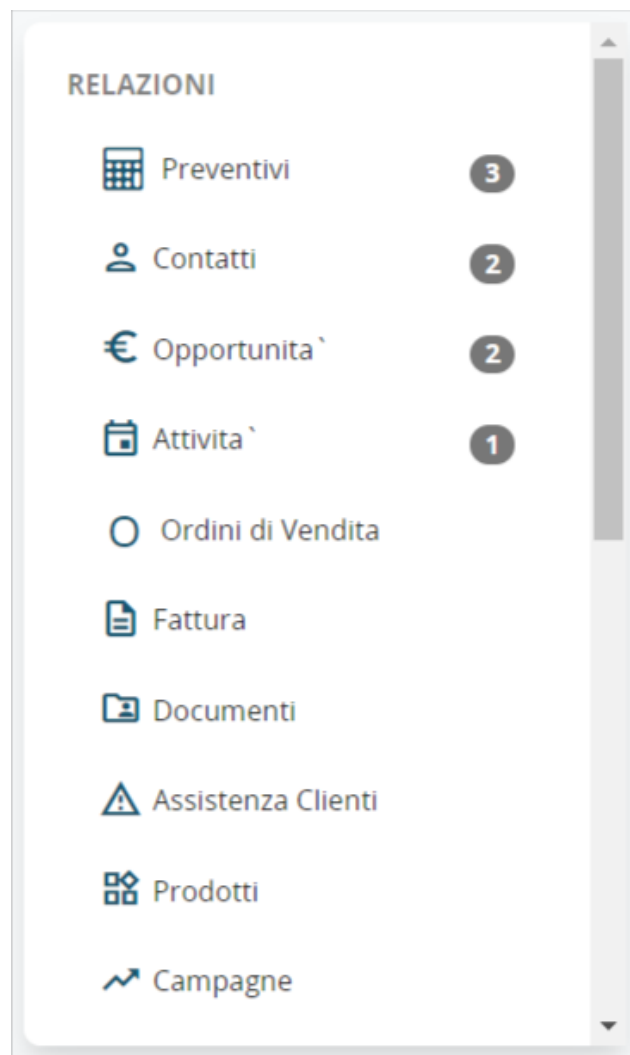 RELAZIONI
Preventivi 3
Contatti 2
Opportunita` 2
Attivita` 1
O Ordini di Vendita
Fattura
Documenti
Assistenza Clienti
Prodotti
Campagne